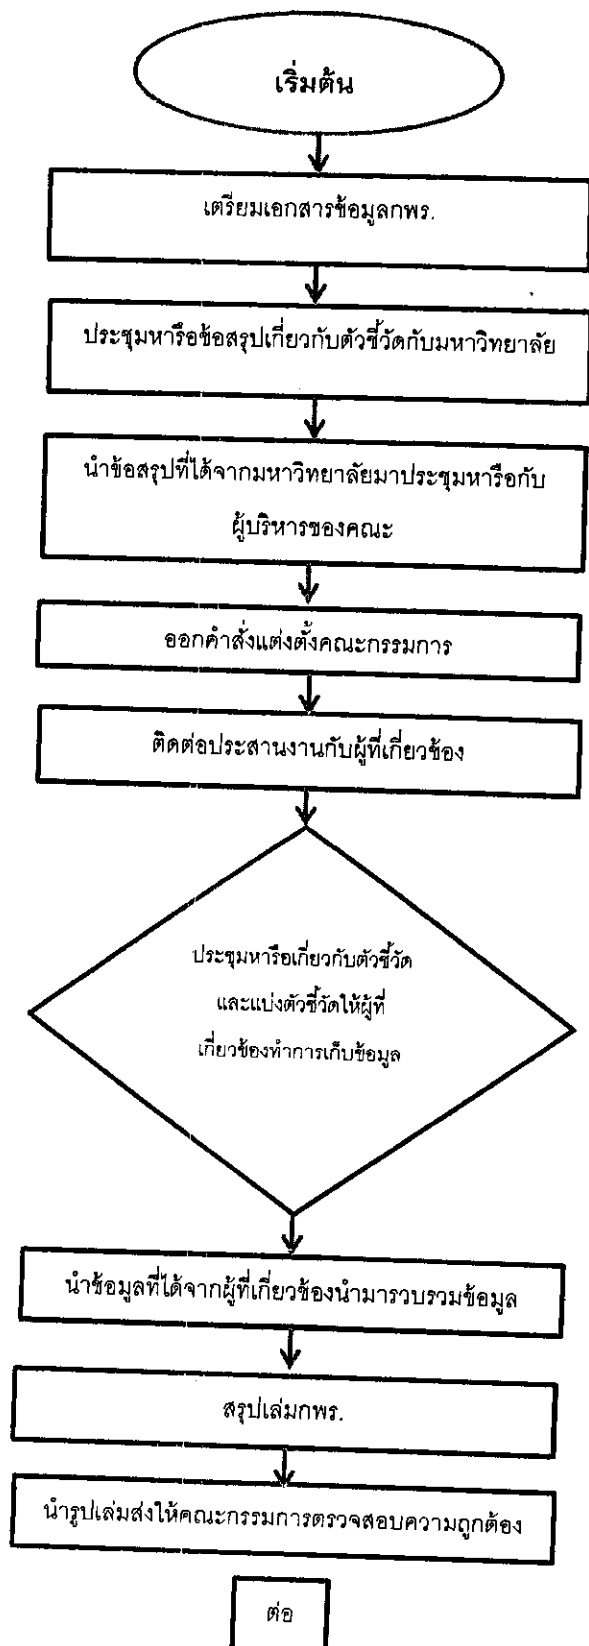 เริ่มต้น
เตรียมเอกสารข้อมูลกพร.
ประชุมหารือข้อสรุปเกี่ยวกับตัวชี้วัดกับมหาวิทยาลัย
นำข้อสรุปที่ได้จากมหาวิทยาลัยมาประชุมหารือกับ
ผู้บริหารของคณะ
ออกคำสั่งแต่งตั้งคณะกรรมการ
ติดต่อประสานงานกับผู้ที่เกี่ยวข้อง
ประชุมหารือเกี่ยวกับตัวชี้วัด
และแบ่งตัวชี้วัดให้ผู้ที่
เกี่ยวข้องทำการเก็บข้อมูล
นำข้อมูลที่ได้จากผู้ที่เกี่ยวข้องนำมารวบรวมข้อมูล
สรุปเล่มกพร.
นำรูปเล่มส่งให้คณะกรรมการตรวจสอบความถูกต้อง
ต่อ